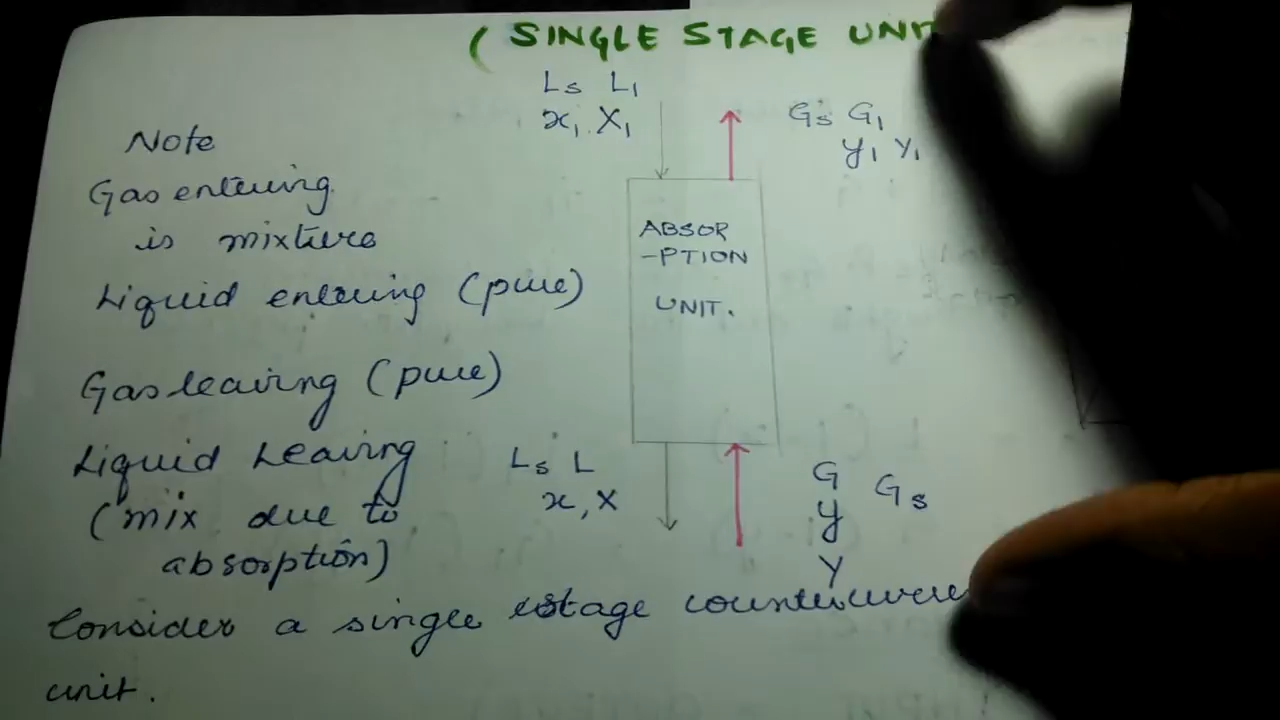 ( SINGLE STAGE UNIT
Ls L1
x1, X1
Gs G1
y1 Y1
Note
Gas entering
is mixture
Liquid entering (pure)
Gas leaving (pure)
Liquid Leaving
(mix due to
absorption)
ABSOR
-PTION
UNIT.
Ls L
x, X
G
y
Y
Gs
Consider a single stage
unit.